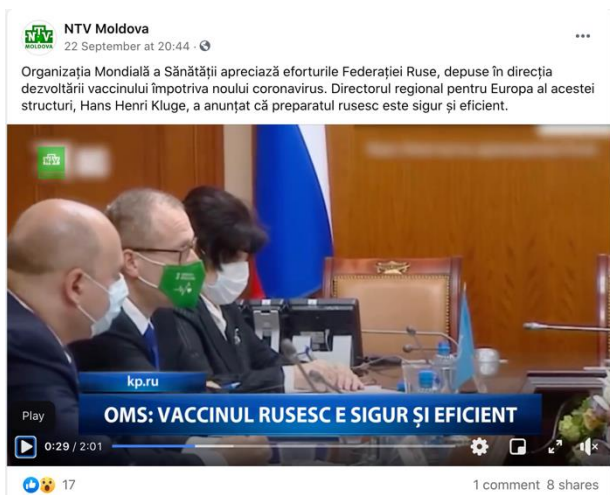 NTV Moldova
22 September at 20:44 ·
Organizația Mondială a Sănătății apreciază eforturile Federației Ruse, depuse în direcția
dezvoltării vaccinului împotriva noului coronavirus. Directorul regional pentru Europa al acestei
structuri, Hans Henri Kluge, a anunțat că preparatul rusesc este sigur și eficient.
kp.ru
OMS: VACCINUL RUSESC E SIGUR ȘI EFICIENT
Play
0:29 / 2:01
17
1 comment 8 shares